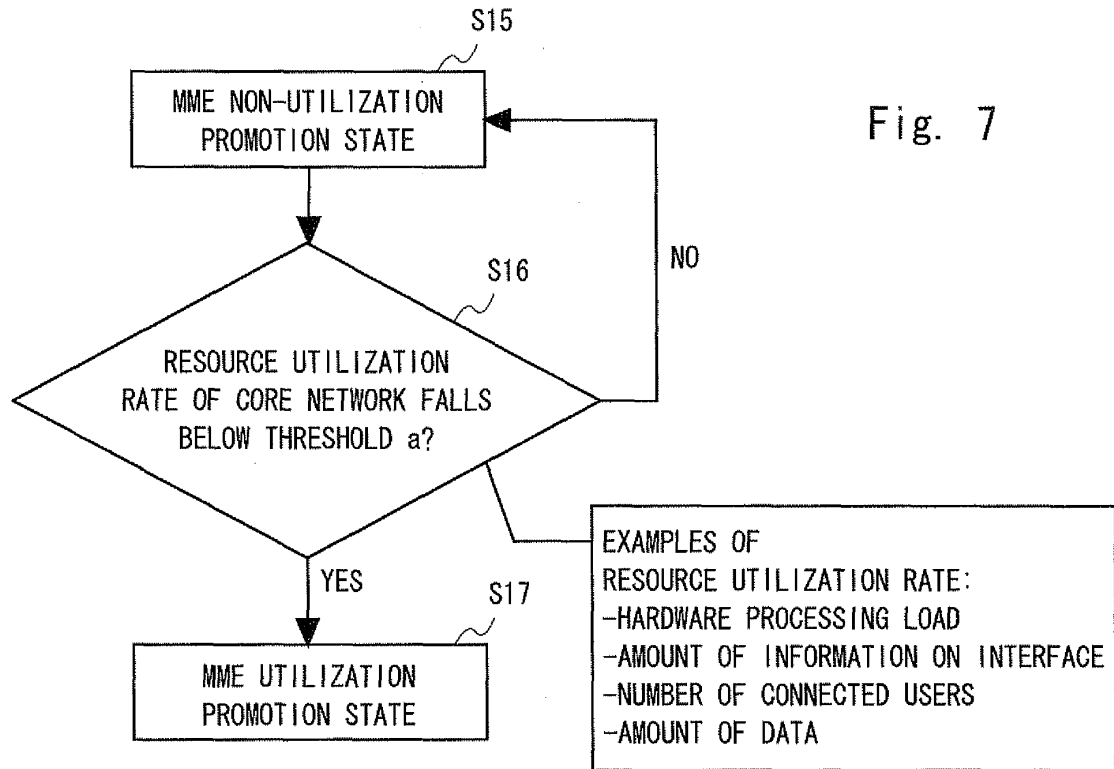 S15
MME NON-UTILIZATION
PROMOTION STATE
Fig. 7
NO
S16
RESOURCE UTILIZATION
RATE OF CORE NETWORK FALLS
BELOW THRESHOLD a?
YES
S17
MME UTILIZATION
PROMOTION STATE
EXAMPLES OF
RESOURCE UTILIZATION RATE:
-HARDWARE PROCESSING LOAD
-AMOUNT OF INFORMATION ON INTERFACE
-NUMBER OF CONNECTED USERS
-AMOUNT OF DATA